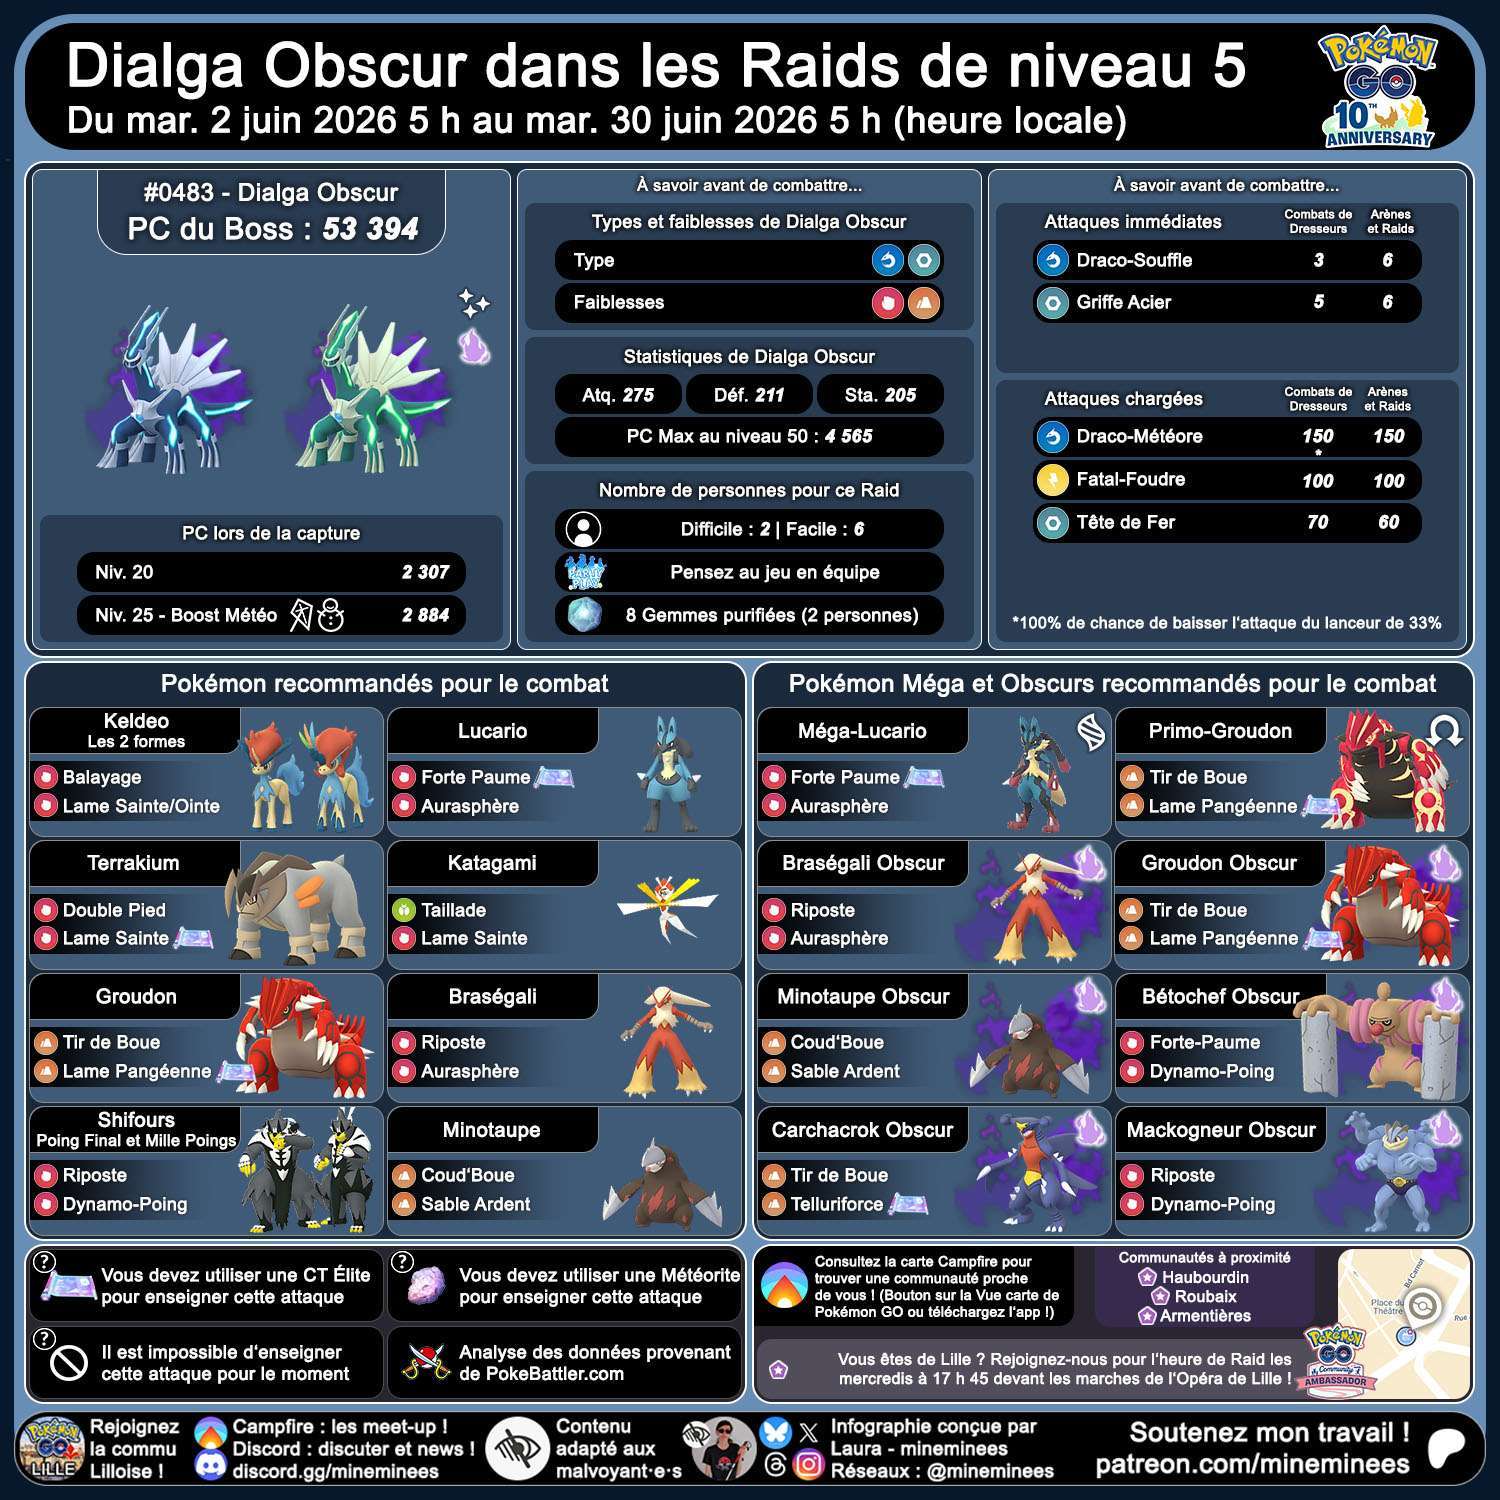 Dialga Obscur dans les Raids de niveau 5
Du mar. 2 juin 2026 5 h au mar. 30 juin 2026 5 h (heure locale)
POKÉMON
GO
10TH
ANNIVERSARY
#0483 - Dialga Obscur
PC du Boss : 53 394
PC lors de la capture
Niv. 20 2 307
Niv. 25 - Boost Météo 2 884
À savoir avant de combattre...
Types et faiblesses de Dialga Obscur
Type
Faiblesses
Statistiques de Dialga Obscur
Atq. 275 Déf. 211 Sta. 205
PC Max au niveau 50 : 4 565
Nombre de personnes pour ce Raid
Difficile : 2 | Facile : 6
PARTY PLAY
Pensez au jeu en équipe
8 Gemmes purifiées (2 personnes)
À savoir avant de combattre...
Attaques immédiates
Combats de Dresseurs
Arènes et Raids
Draco-Souffle 3 6
Griffe Acier 5 6
Attaques chargées
Combats de Dresseurs
Arènes et Raids
Draco-Météore 150 150
*
Fatal-Foudre 100 100
Tête de Fer 70 60
*100% de chance de baisser l'attaque du lanceur de 33%
Pokémon recommandés pour le combat
Keldeo
Les 2 formes
Balayage
Lame Sainte/Ointe
Lucario
Forte Paume
Aurasphère
Terrakium
Double Pied
Lame Sainte
Katagami
Taillade
Lame Sainte
Groudon
Tir de Boue
Lame Pangéenne
Braségali
Riposte
Aurasphère
Shifours
Poing Final et Mille Poings
Riposte
Dynamo-Poing
Minotaupe
Coud'Boue
Sable Ardent
Pokémon Méga et Obscurs recommandés pour le combat
Méga-Lucario
Forte Paume
Aurasphère
Primo-Groudon
Tir de Boue
Lame Pangéenne
Braségali Obscur
Riposte
Aurasphère
Groudon Obscur
Tir de Boue
Lame Pangéenne
Minotaupe Obscur
Coud'Boue
Sable Ardent
Bétochef Obscur
Forte-Paume
Dynamo-Poing
Carchacrok Obscur
Tir de Boue
Telluriforce
Mackogneur Obscur
Riposte
Dynamo-Poing
?
Vous devez utiliser une CT Élite
pour enseigner cette attaque
?
Vous devez utiliser une Météorite
pour enseigner cette attaque
?
Il est impossible d'enseigner
cette attaque pour le moment
Analyse des données provenant
de PokeBattler.com
Consultez la carte Campfire pour
trouver une communauté proche
de vous ! (Bouton sur la Vue carte de
Pokémon GO ou téléchargez l'app !)
Communautés à proximité
Haubourdin
Roubaix
Armentières
Bd Carnot
Place du
Théâtre
Rue
Vous êtes de Lille ? Rejoignez-nous pour l'heure de Raid les
mercredis à 17 h 45 devant les marches de l'Opéra de Lille !
POKÉMON
GO
Community
AMBASSADOR
POKÉMON
GO
LILLE
Rejoignez
la commu
Lilloise !
Campfire : les meet-up !
Discord : discuter et news !
discord.gg/mineminees
Contenu
adapté aux
malvoyant·e·s
Infographie conçue par
Laura - mineminees
Réseaux : @mineminees
Soutenez mon travail !
patreon.com/mineminees